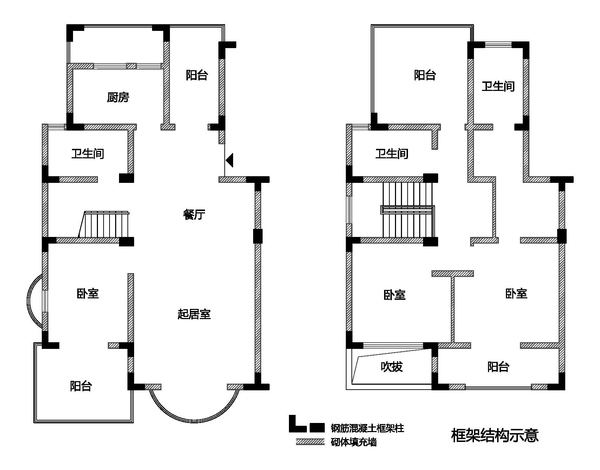 阳台
厨房
卫生间
餐厅
卧室
起居室
阳台
阳台
卫生间
卫生间
卧室
卧室
吹拔
阳台
钢筋混凝土框架柱
砌体填充墙
框架结构示意